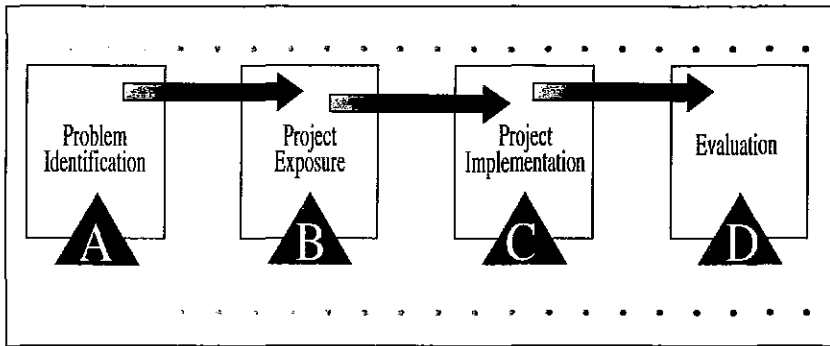 Problem
Identification
A
Project
Exposure
B
Project
Implementation
C
Evaluation
D